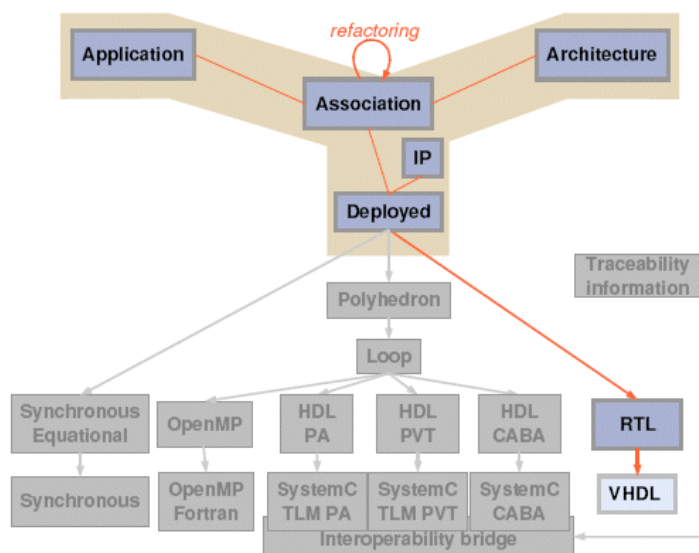 refactoring
Application
Architecture
Association
IP
Deployed
Traceability
information
Polyhedron
Loop
Synchronous
Equational
OpenMP
HDL
PA
HDL
PVT
HDL
CABA
RTL
Synchronous
OpenMP
Fortran
SystemC
TLM PA
SystemC
TLM PVT
SystemC
CABA
VHDL
Interoperability bridge